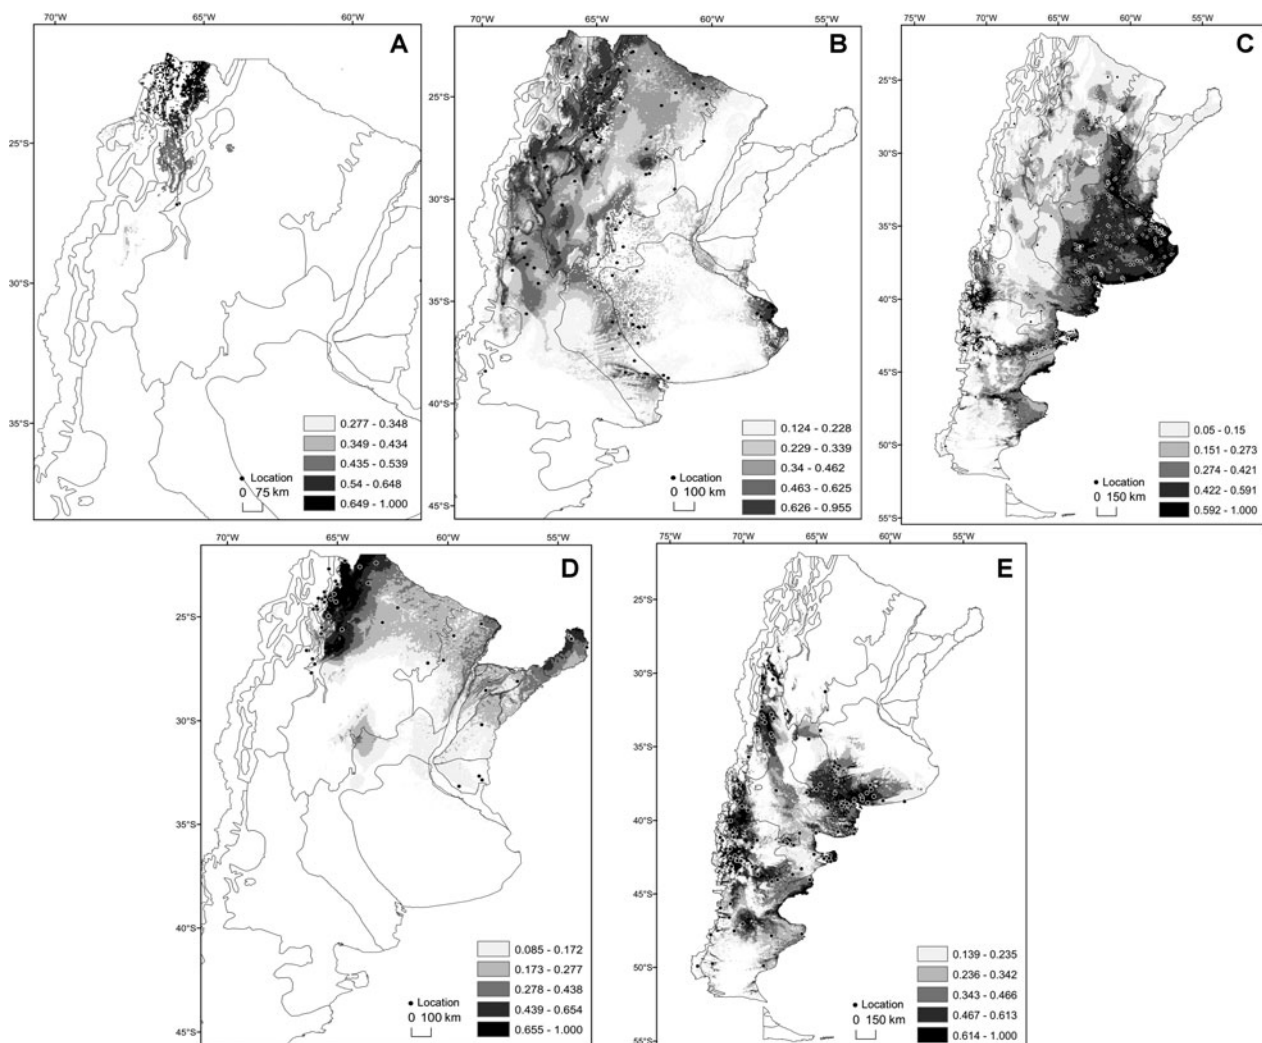 70°W 65°W 60°W
A
25°S
30°S
35°S
0.277 - 0.348
0.349 - 0.434
0.435 - 0.539
0.54 - 0.648
0.649 - 1.000
Location
0 75 km
70°W 65°W 60°W 55°W
B
25°S
30°S
35°S
40°S
45°S
0.124 - 0.228
0.229 - 0.339
0.34 - 0.462
0.463 - 0.625
0.626 - 0.955
Location
0 100 km
75°W 70°W 65°W 60°W 55°W
C
25°S
30°S
35°S
40°S
45°S
50°S
55°S
0.05 - 0.15
0.151 - 0.273
0.274 - 0.421
0.422 - 0.591
0.592 - 1.000
Location
0 150 km
70°W 65°W 60°W 55°W
D
25°S
30°S
35°S
40°S
45°S
0.085 - 0.172
0.173 - 0.277
0.278 - 0.438
0.439 - 0.654
0.655 - 1.000
Location
0 100 km
75°W 70°W 65°W 60°W 55°W
E
25°S
30°S
35°S
40°S
45°S
50°S
55°S
0.139 - 0.235
0.236 - 0.342
0.343 - 0.466
0.467 - 0.613
0.614 - 1.000
Location
0 150 km